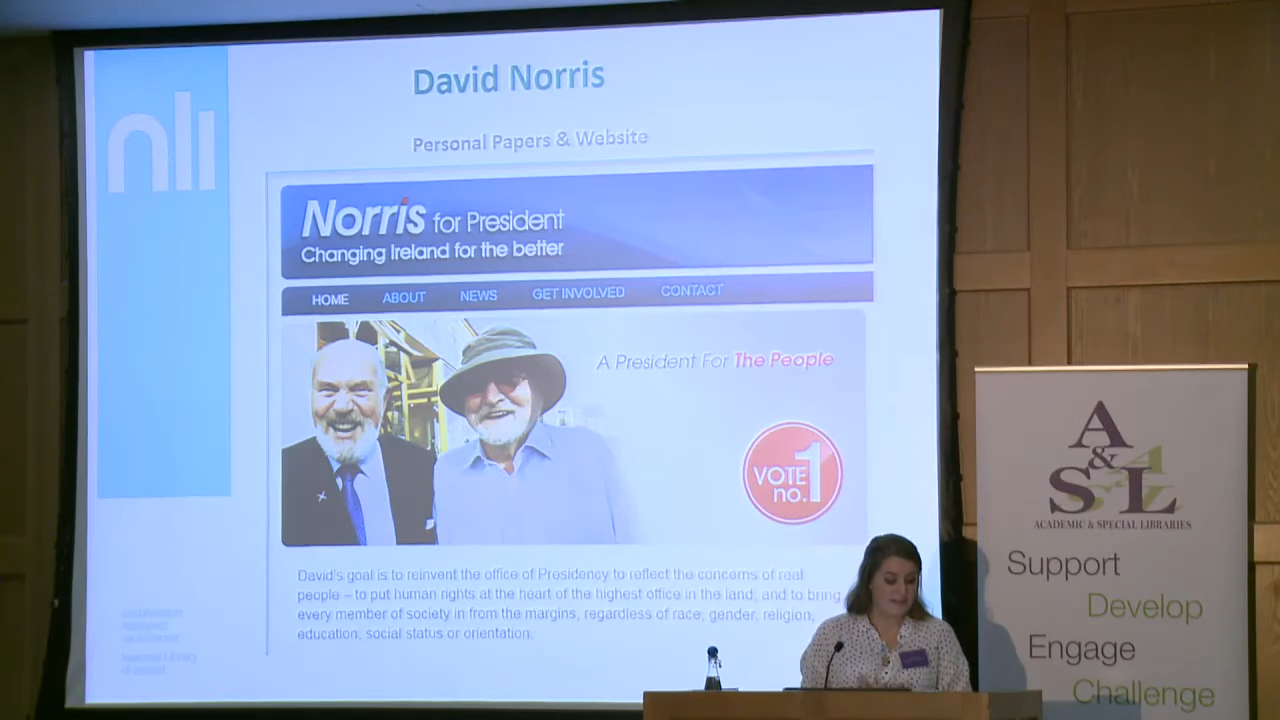 nli
David Norris
Personal Papers & Website
Norris for President
Changing Ireland for the better
HOME ABOUT NEWS GET INVOLVED CONTACT
A President For The People
VOTE
no. 1
David's goal is to reinvent the office of Presidency to reflect the concerns of real
people – to put human rights at the heart of the highest office in the land, and to bring
every member of society in from the margins, regardless of race, gender, religion,
education, social status or orientation.
National Library
of Ireland
A
&
S L
ACADEMIC & SPECIAL LIBRARIES
Support
Develop
Engage
Challenge